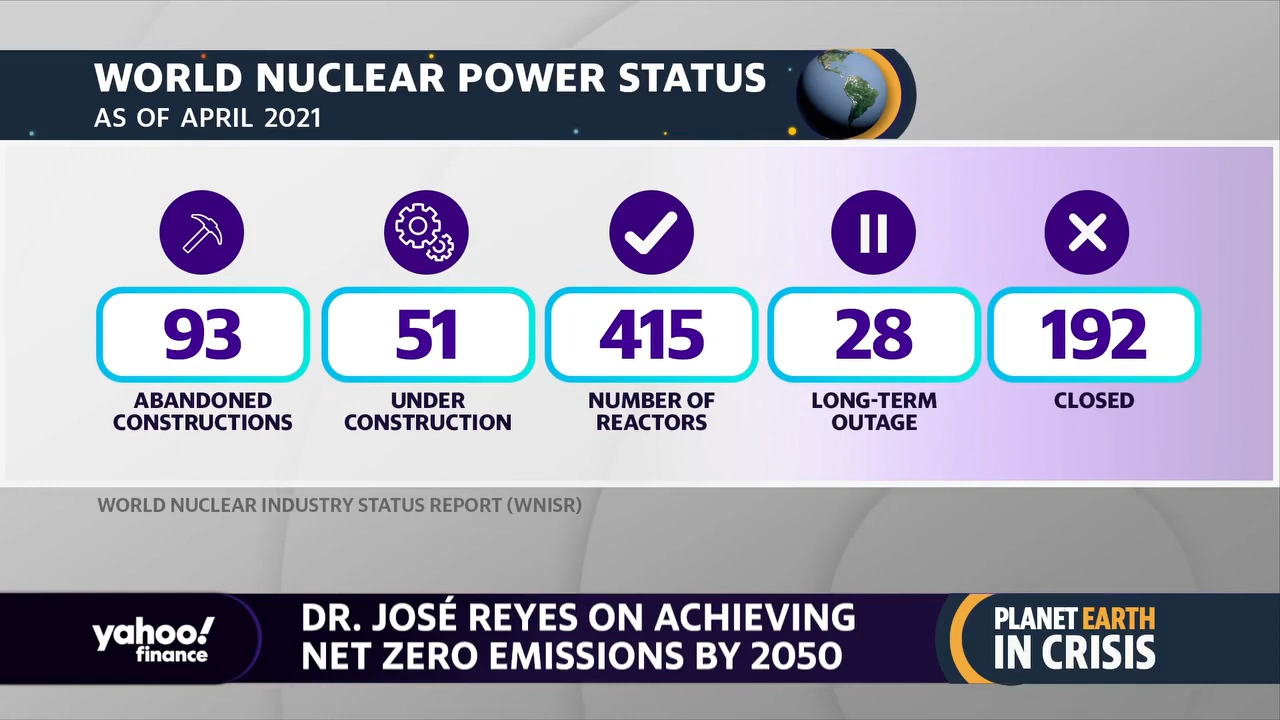 WORLD NUCLEAR POWER STATUS
AS OF APRIL 2021
93
ABANDONED
CONSTRUCTIONS
51
UNDER
CONSTRUCTION
415
NUMBER OF
REACTORS
28
LONG-TERM
OUTAGE
192
CLOSED
WORLD NUCLEAR INDUSTRY STATUS REPORT (WNISR)
yahoo!
finance
DR. JOSÉ REYES ON ACHIEVING
NET ZERO EMISSIONS BY 2050
PLANET EARTH
IN CRISIS